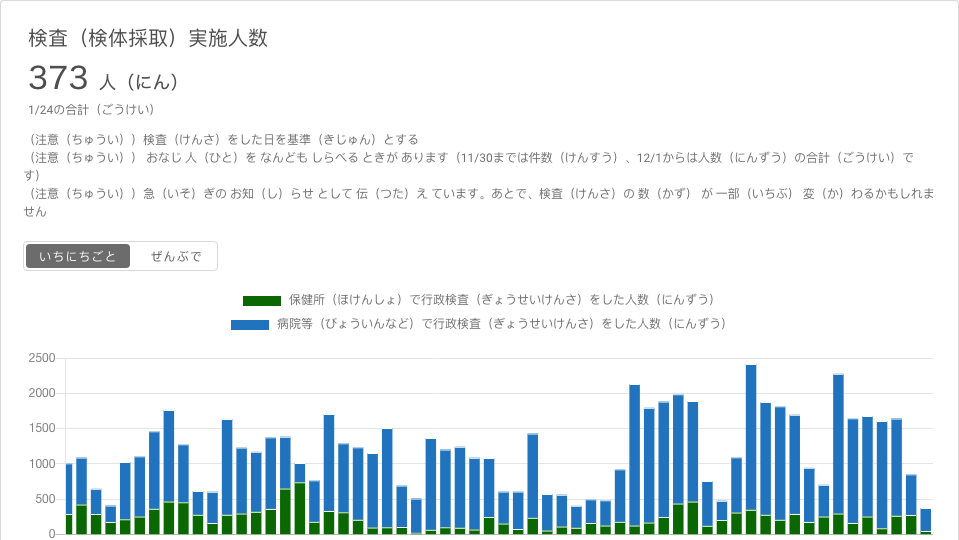 検査（検体採取）実施人数
373 人（にん）
1/24の合計（ごうけい）
（注意（ちゅうい））検査（けんさ）をした日を基準（きじゅん）とする
（注意（ちゅうい）） おなじ 人（ひと）を なんども しらべる ときが あります（11/30までは件数（けんすう）、12/1からは人数（にんずう）の合計（ごうけい）で
す）
（注意（ちゅうい））急（いそ）ぎの お知（し）らせ として 伝（つた）え ています。あとで、検査（けんさ）の 数（かず） が 一部（いちぶ） 変（か）わるかもしれま
せん
いちにちごと ぜんぶで
保健所（ほけんしょ）で行政検査（ぎょうせいけんさ）をした人数（にんずう）
病院等（びょういんなど）で行政検査（ぎょうせいけんさ）をした人数（にんずう）
2500
2000
1500
1000
500
0